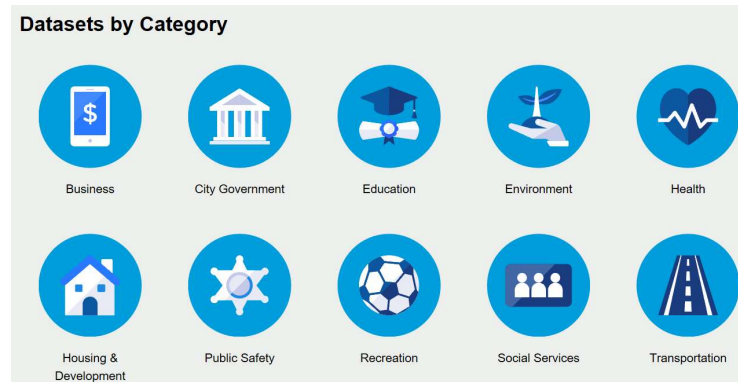 Datasets by Category
$
Business
City Government
Education
Environment
Health
Housing &
Development
Public Safety
Recreation
Social Services
Transportation